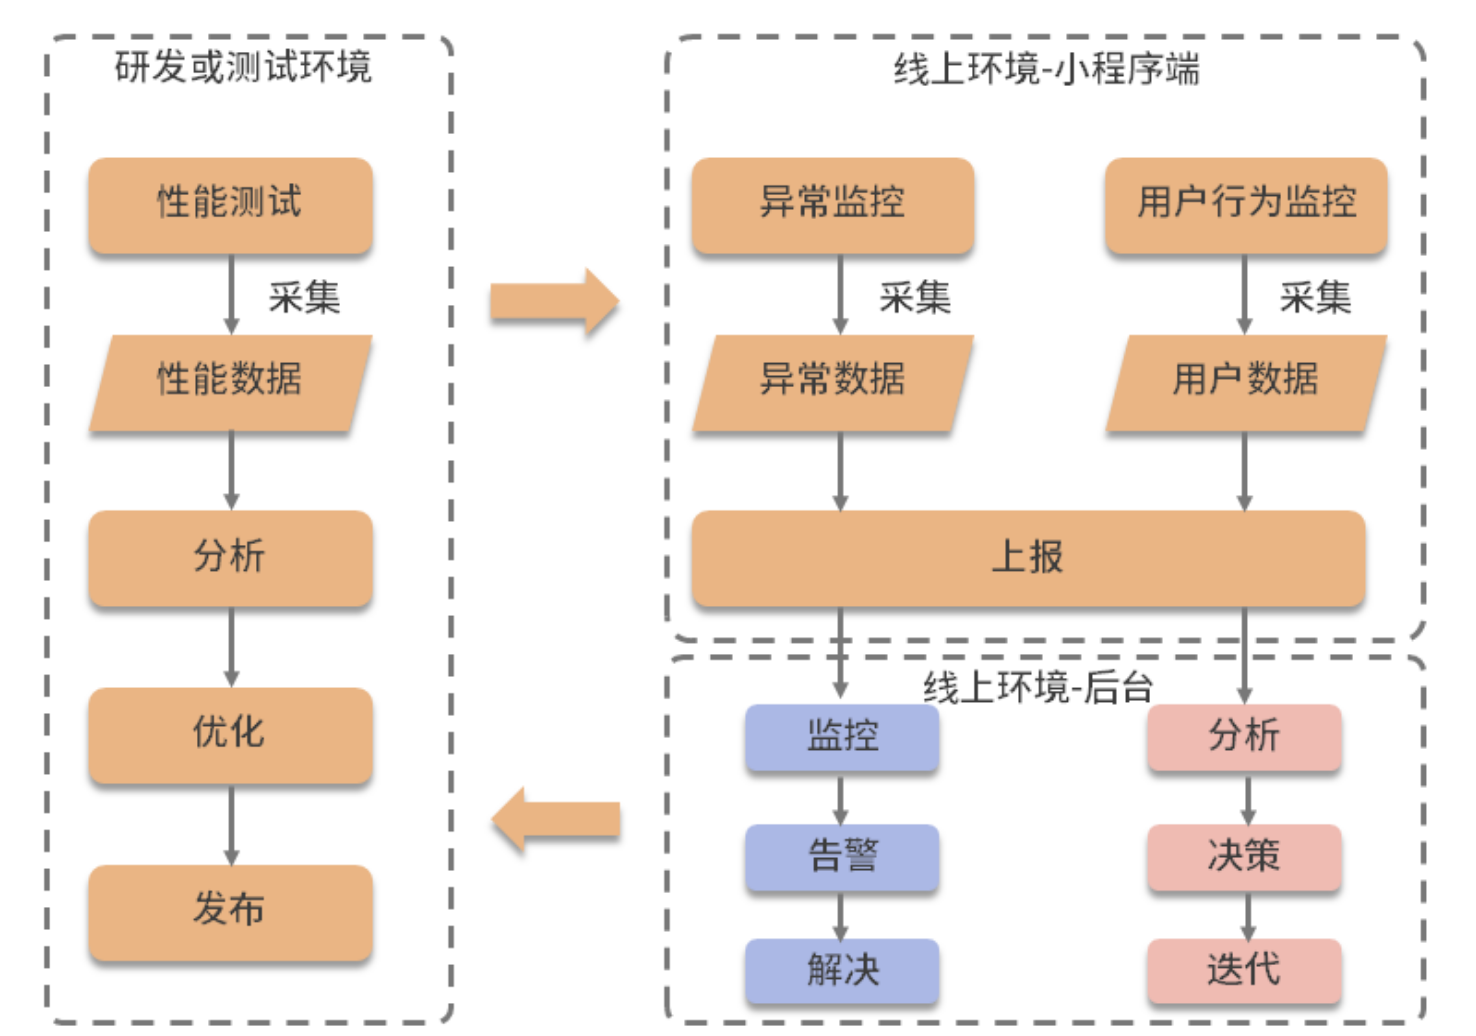 研发或测试环境
性能测试
采集
性能数据
分析
优化
发布
线上环境-小程序端
异常监控
用户行为监控
采集
采集
异常数据
用户数据
上报
线上环境-后台
监控
分析
告警
决策
解决
迭代